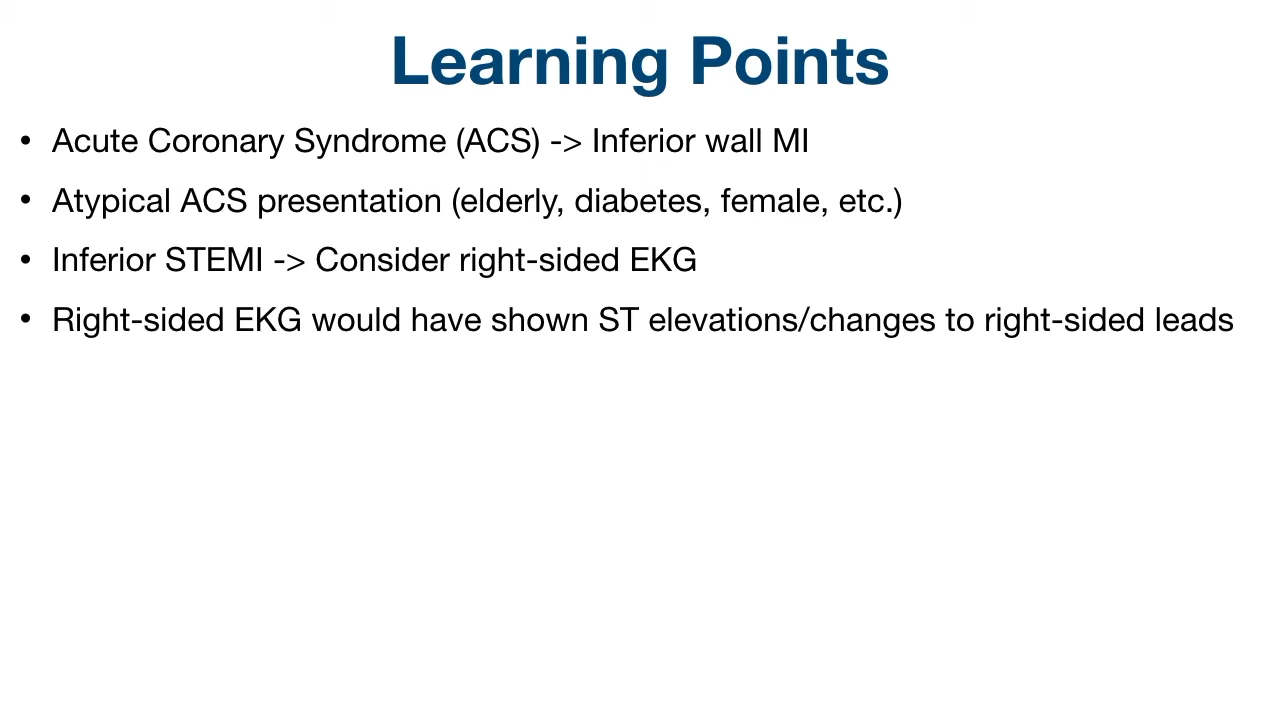 Learning Points
• Acute Coronary Syndrome (ACS) -> Inferior wall MI
• Atypical ACS presentation (elderly, diabetes, female, etc.)
• Inferior STEMI -> Consider right-sided EKG
• Right-sided EKG would have shown ST elevations/changes to right-sided leads